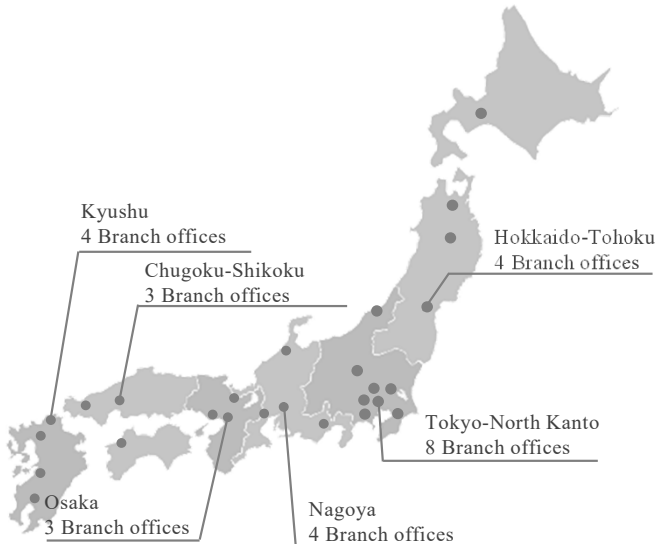 Kyushu
4 Branch offices
Chugoku-Shikoku
3 Branch offices
Hokkaido-Tohoku
4 Branch offices
Tokyo-North Kanto
8 Branch offices
Osaka
3 Branch offices
Nagoya
4 Branch offices